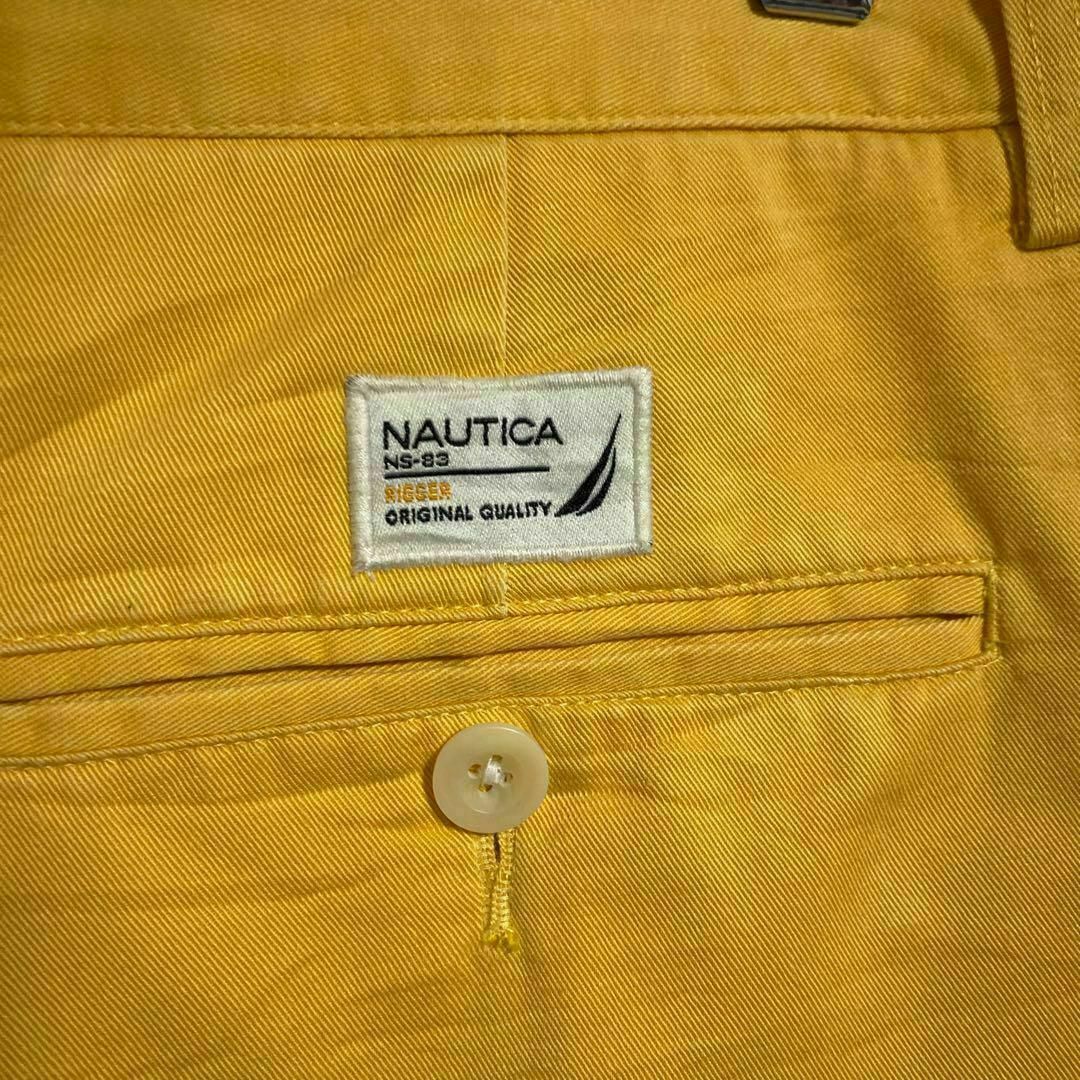 NAUTICA
NS-83
RIGGER
ORIGINAL QUALITY